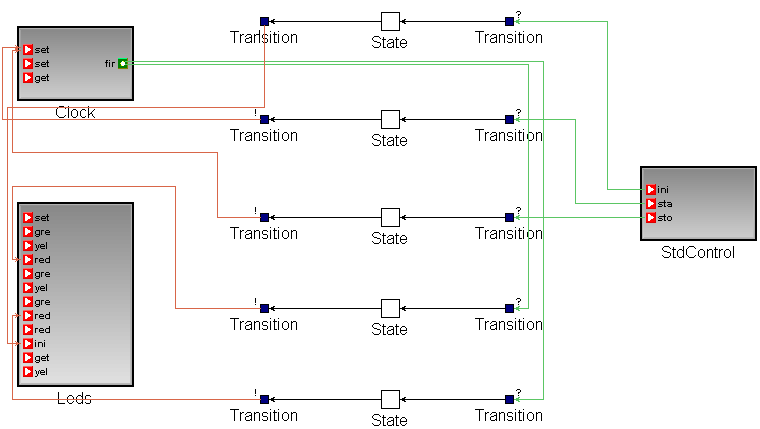 ? 
Transition
State
Transition
set
set
fir
get
Clock
!
?
Transition
State
Transition
ini
sta
sto
StdControl
!
?
Transition
State
Transition
set
gre
yel
red
gre
yel
gre
red
red
ini
get
yel
Leds
!
?
Transition
State
Transition
!
?
Transition
State
Transition